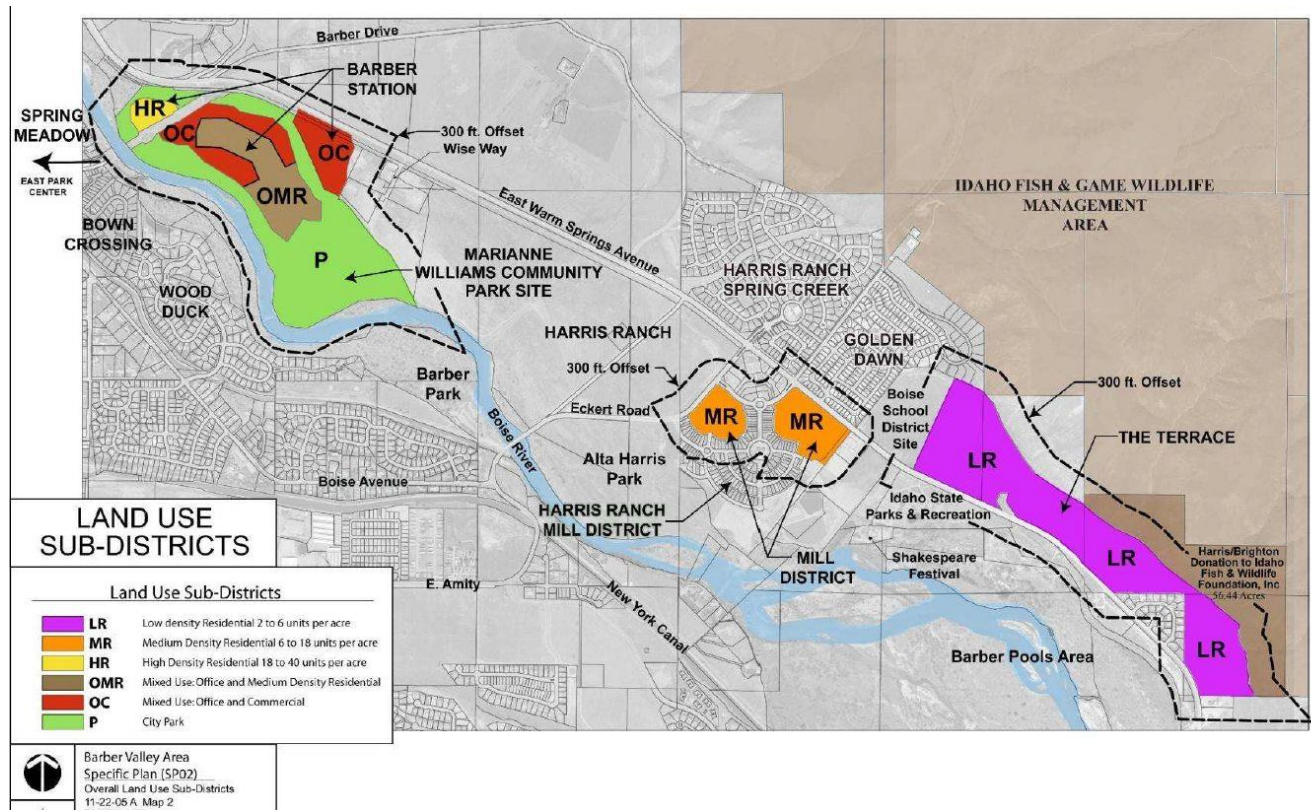 Barber Drive
BARBER
STATION
HR
SPRING
MEADOW
EAST PARK
CENTER
OC
OC
300 ft. Offset
Wise Way
OMR
East Warm Springs Avenue
IDAHO FISH & GAME WILDLIFE
MANAGEMENT
AREA
BOWN
CROSSING
P
MARIANNE
WILLIAMS COMMUNITY
PARK SITE
WOOD
DUCK
HARRIS RANCH
SPRING CREEK
HARRIS RANCH
GOLDEN
DAWN
300 ft. Offset
300 ft. Offset
Barber
Park
Eckert Road
MR
MR
Boise
School
District
Site
THE TERRACE
LR
Boise River
Alta Harris
Park
Boise Avenue
HARRIS RANCH
MILL DISTRICT
Idaho State
Parks & Recreation
MILL
DISTRICT
Shakespeare
Festival
LR
Harris/Brighton
Donation to Idaho
Fish & Wildlife
Foundation, Inc
56.44 Acres
E. Amity
New York Canal
Barber Pools Area
LR
LAND USE
SUB-DISTRICTS
Land Use Sub-Districts
LR Low density Residential 2 to 6 units per acre
MR Medium Density Residential 6 to 18 units per acre
HR High Density Residential 18 to 40 units per acre
OMR Mixed Use: Office and Medium Density Residential
OC Mixed Use: Office and Commercial
P City Park
Barber Valley Area
Specific Plan (SP02)
Overall Land Use Sub-Districts
11-22-05 A Map 2